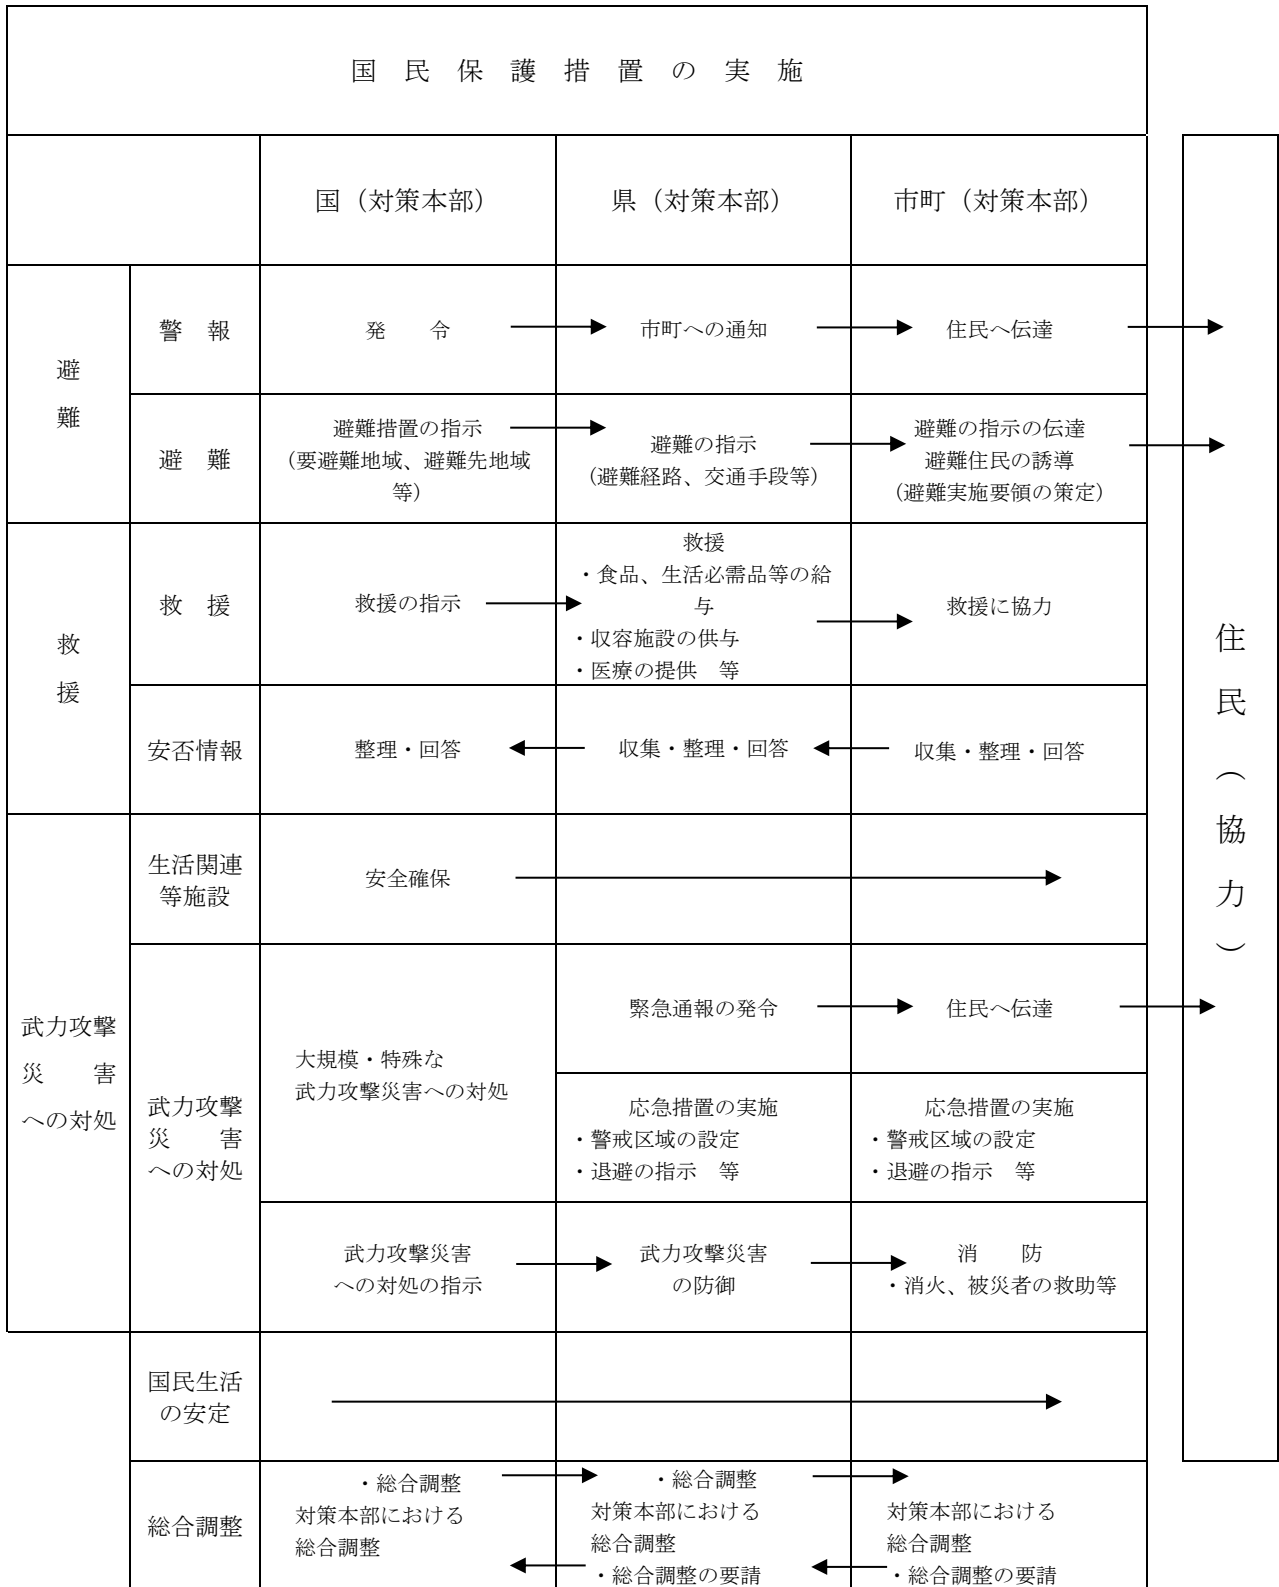 国　民　保　護　措　置　の　実　施
国（対策本部）
県（対策本部）
市町（対策本部）
避
難
警　報
発　　令
市町への通知
住民へ伝達
避　難
避難措置の指示
(要避難地域、避難先地域
等)
避難の指示
(避難経路、交通手段等)
避難の指示の伝達
避難住民の誘導
(避難実施要領の策定)
救
援
救　援
救援の指示
救援
・食品、生活必需品等の給
与
・収容施設の供与
・医療の提供　等
救援に協力
安否情報
整理・回答
収集・整理・回答
収集・整理・回答
武力攻撃
災　　害
への対処
生活関連
等施設
安全確保
武力攻撃
災　　害
への対処
大規模・特殊な
武力攻撃災害への対処
緊急通報の発令
住民へ伝達
応急措置の実施
・警戒区域の設定
・退避の指示　等
応急措置の実施
・警戒区域の設定
・退避の指示　等
武力攻撃災害
への対処の指示
武力攻撃災害
の防御
消　　防
・消火、被災者の救助等
国民生活
の安定
総合調整
・総合調整
対策本部における
総合調整
・総合調整
対策本部における
総合調整
・総合調整の要請
対策本部における
総合調整
・総合調整の要請
住民（協力）